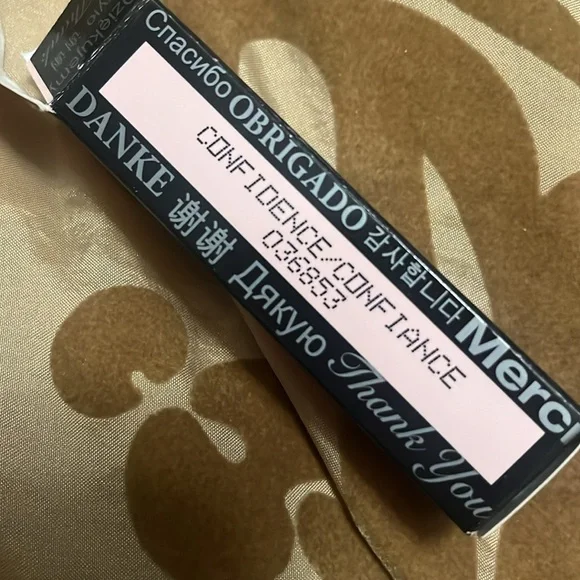 Спасибо OBRIGADO 감사합니다 Merci
CONFIDENCE/CONFIANCE
036853
DANKE 谢谢 Дякую Thank You